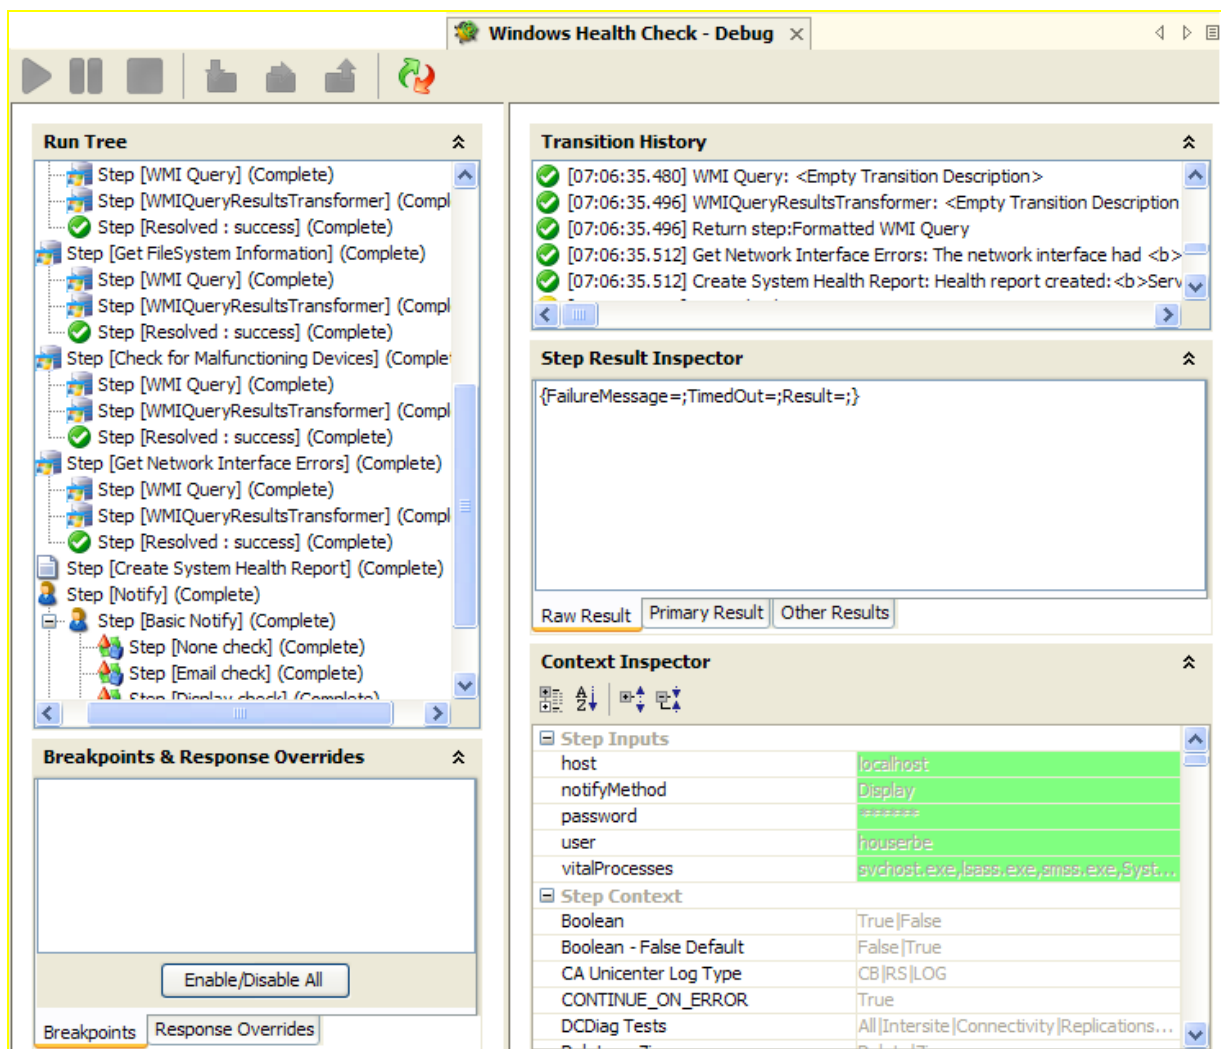 Windows Health Check - Debug
Run Tree
Step [WMI Query] (Complete)
Step [WMIQueryResultsTransformer] (Compl
Step [Resolved : success] (Complete)
Step [Get FileSystem Information] (Complete)
Step [WMI Query] (Complete)
Step [WMIQueryResultsTransformer] (Compl
Step [Resolved : success] (Complete)
Step [Check for Malfunctioning Devices] (Complet
Step [WMI Query] (Complete)
Step [WMIQueryResultsTransformer] (Compl
Step [Resolved : success] (Complete)
Step [Get Network Interface Errors] (Complete)
Step [WMI Query] (Complete)
Step [WMIQueryResultsTransformer] (Compl
Step [Resolved : success] (Complete)
Step [Create System Health Report] (Complete)
Step [Notify] (Complete)
Step [Basic Notify] (Complete)
Step [None check] (Complete)
Step [Email check] (Complete)
Step [Display check] (Complete)
Breakpoints & Response Overrides
Enable/Disable All
Breakpoints
Response Overrides
Transition History
[07:06:35.480] WMI Query: <Empty Transition Description>
[07:06:35.496] WMIQueryResultsTransformer: <Empty Transition Description
[07:06:35.496] Return step:Formatted WMI Query
[07:06:35.512] Get Network Interface Errors: The network interface had <b>
[07:06:35.512] Create System Health Report: Health report created:<b>Serv
Step Result Inspector
{FailureMessage=;TimedOut=;Result=;}
Raw Result
Primary Result
Other Results
Context Inspector
Step Inputs
host localhost
notifyMethod Display
password ******
user houserbe
vitalProcesses svchost.exe,lsass.exe,smss.exe,Syst...
Step Context
Boolean True|False
Boolean - False Default False|True
CA Unicenter Log Type CB|RS|LOG
CONTINUE_ON_ERROR True
DCDiag Tests All|Intersite|Connectivity|Replications...